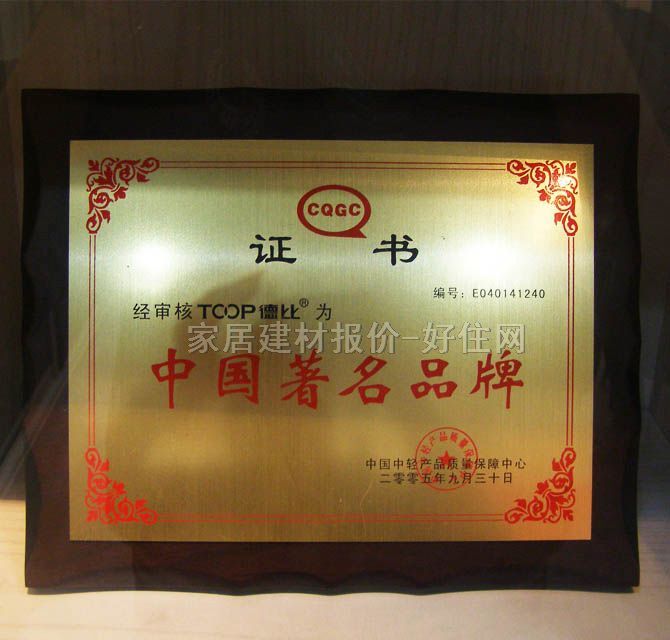 CQGC
证 书
编号：E040141240
经审核TOOP德比®为
家居建材报价-好住网
中国著名品牌
中国中轻产品质量保障中心
二零零五年九月三十日